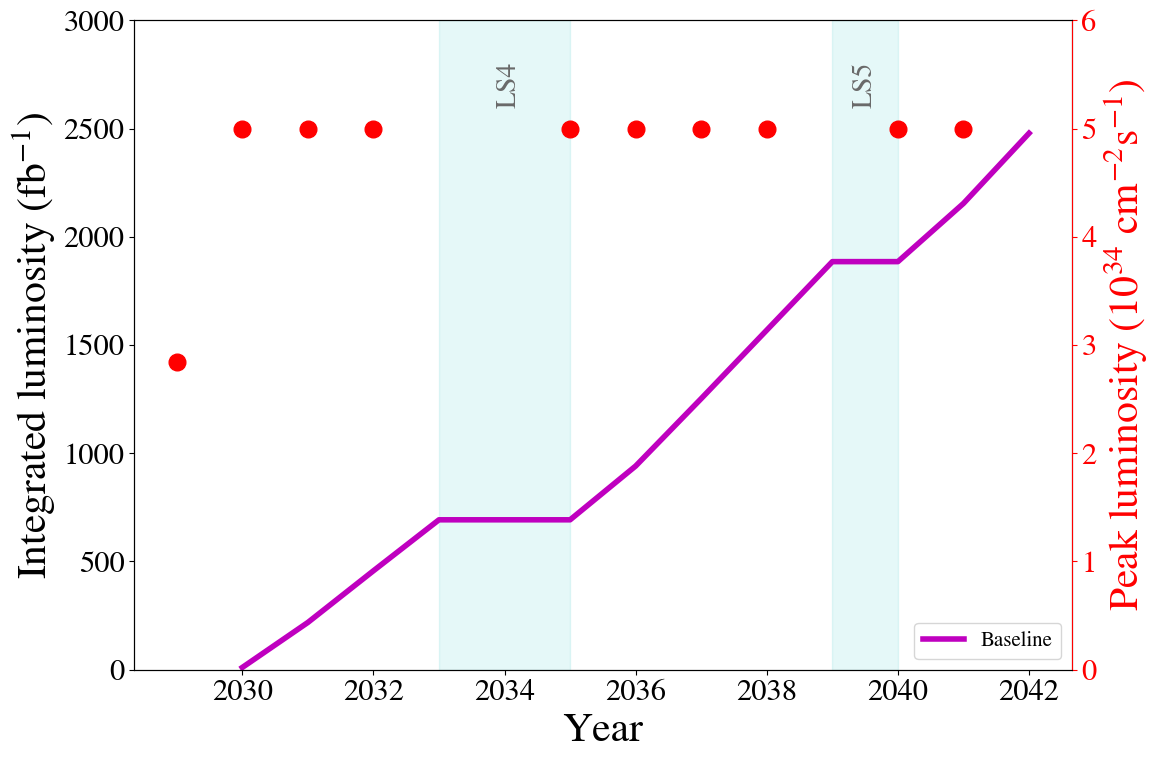 Integrated luminosity (fb⁻¹)
3000
2500
2000
1500
1000
500
0
LS4
LS5
6
5
4
3
2
1
0
Peak luminosity (10³⁴ cm⁻²s⁻¹)
Baseline
2030 2032 2034 2036 2038 2040 2042
Year